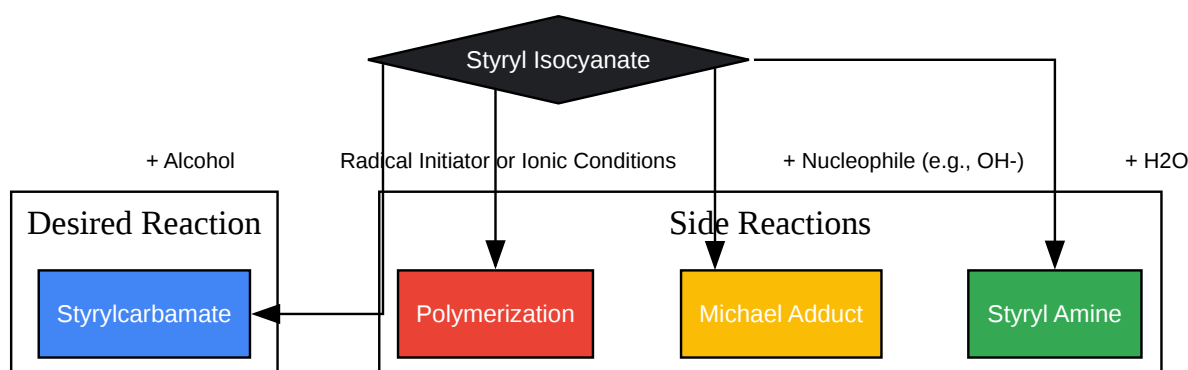 Styryl Isocyanate
+ Alcohol
Radical Initiator or Ionic Conditions
+ Nucleophile (e.g., OH-)
+ H2O
Desired Reaction
Side Reactions
Styrylcarbamate
Polymerization
Michael Adduct
Styryl Amine